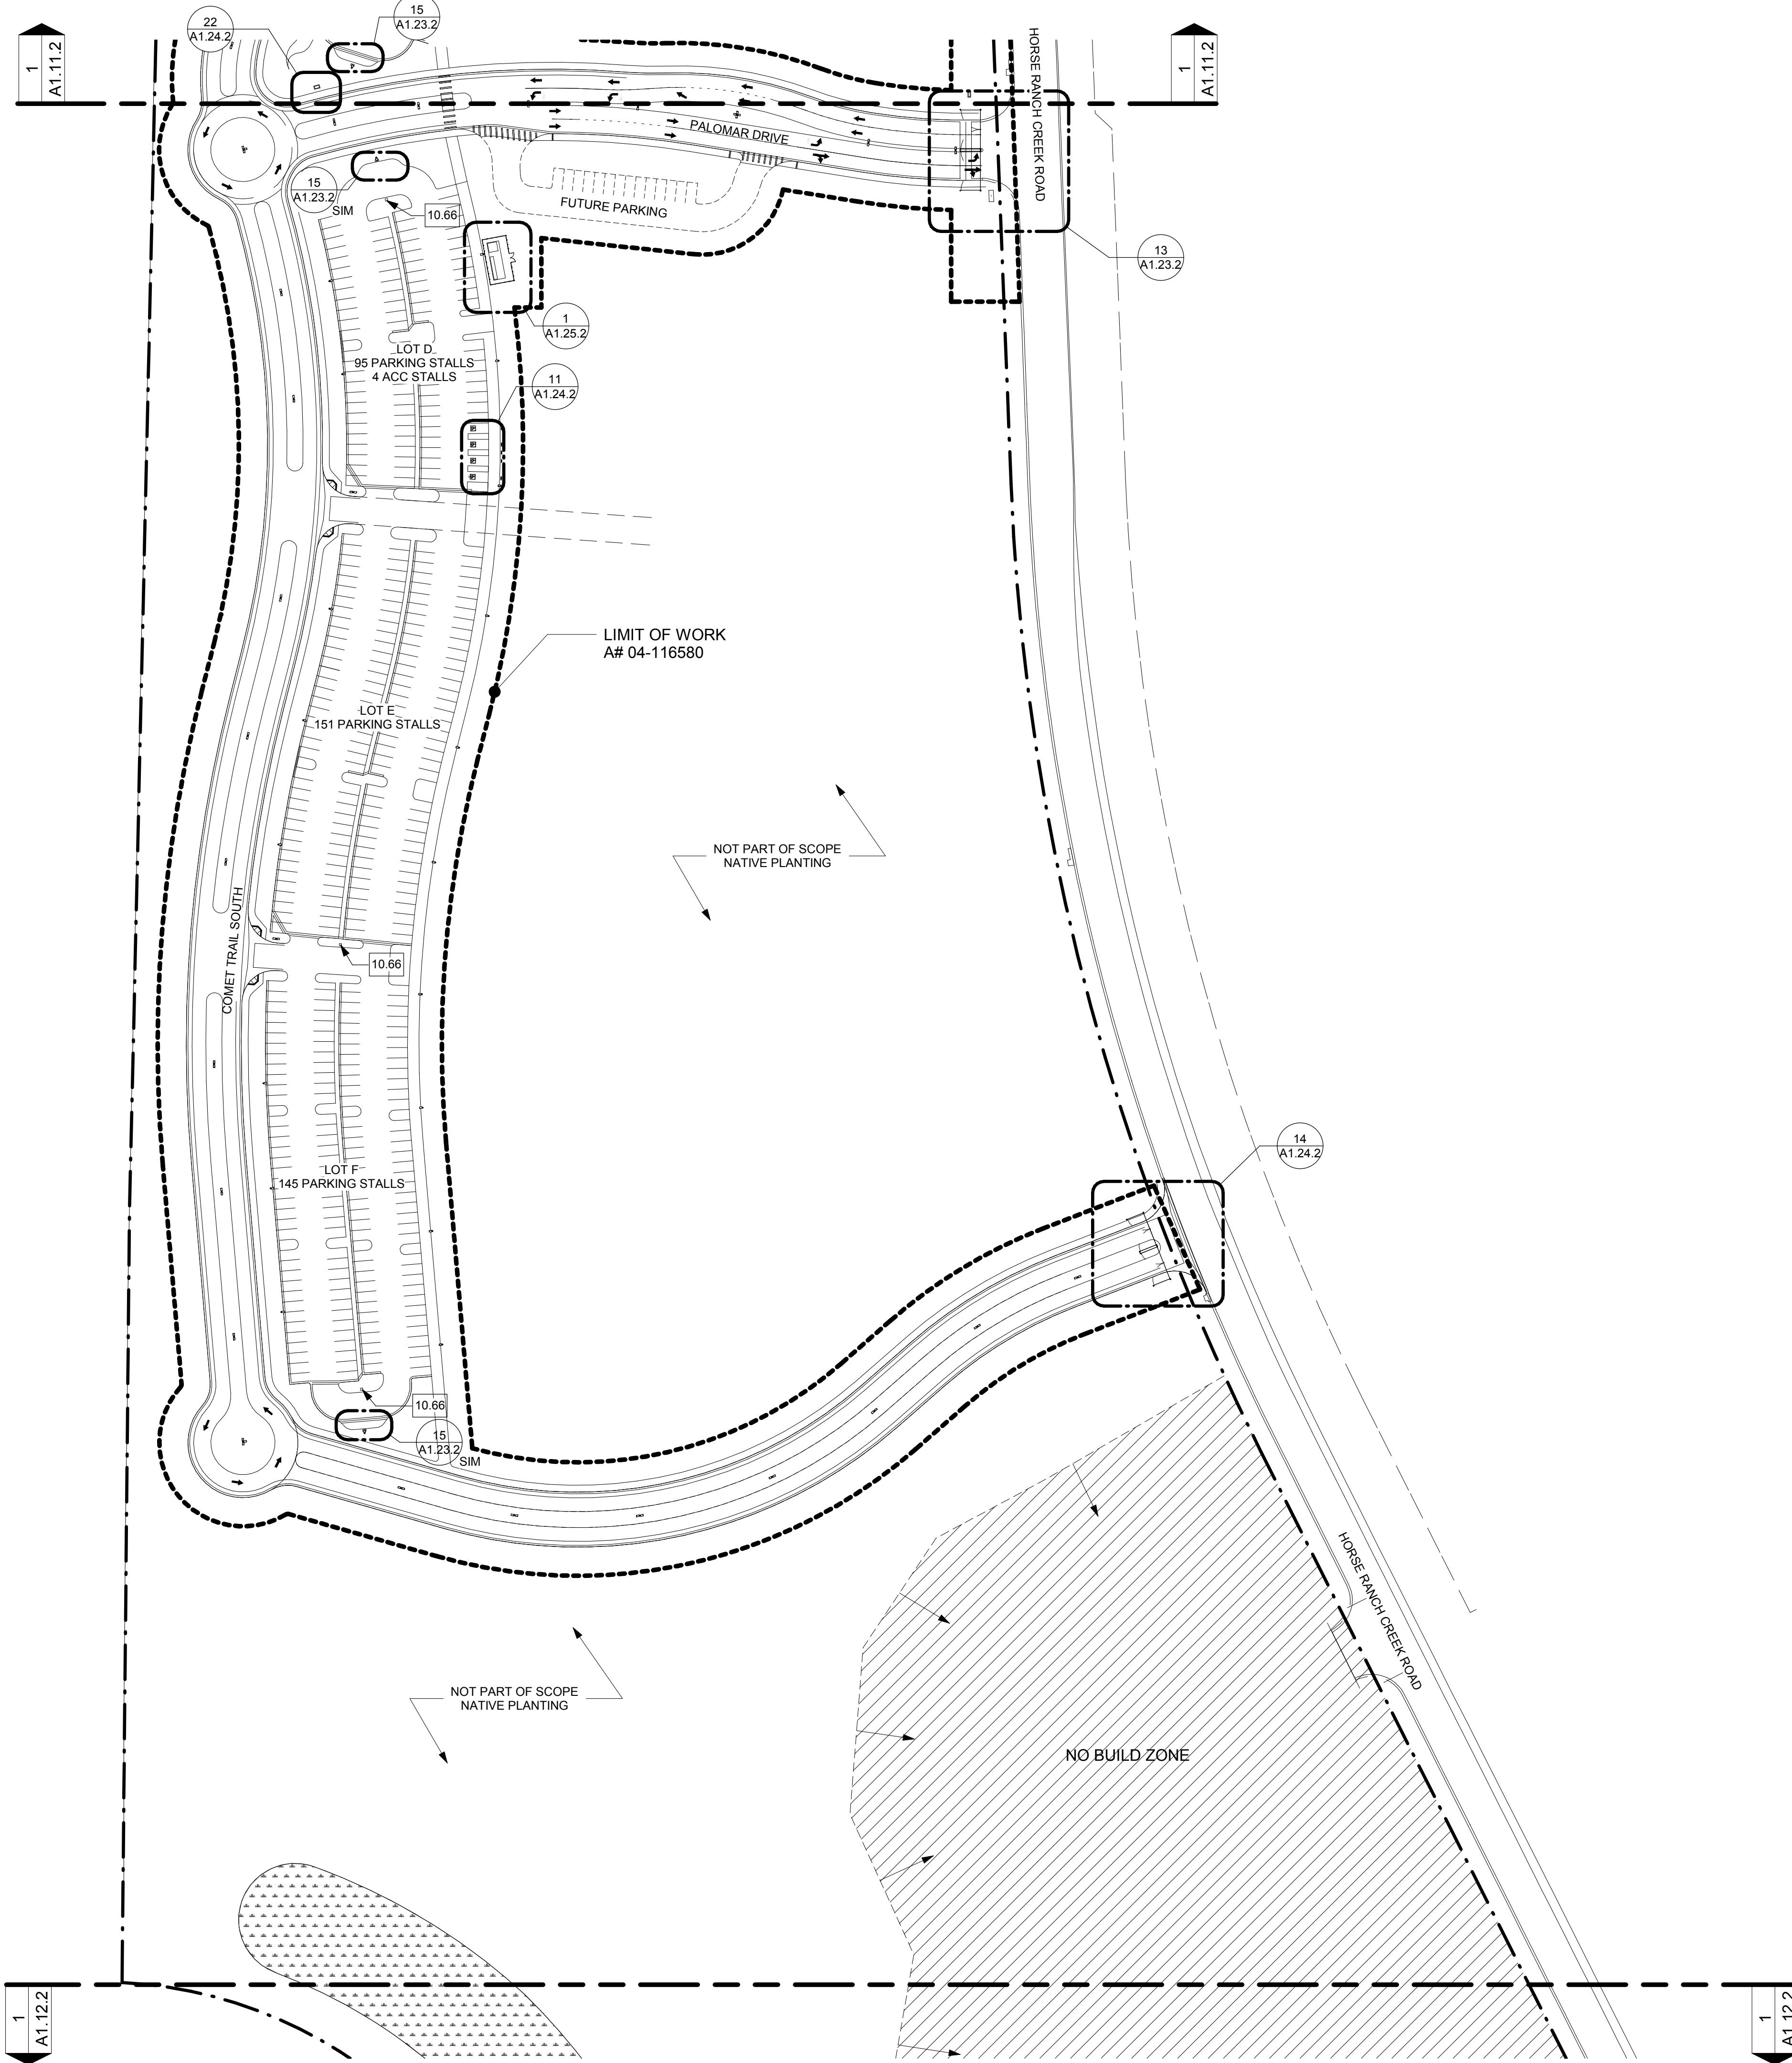 15
A1.23.2
22
A1.24.2
1
A1.11.2
1
A1.11.2
HORSE RANCH CREEK ROAD
PALOMAR DRIVE
15
A1.23.2
SIM
10.66
FUTURE PARKING
13
A1.23.2
1
A1.25.2
LOT D
95 PARKING STALLS
4 ACC STALLS
11
A1.24.2
LIMIT OF WORK
A# 04-116580
LOT E
151 PARKING STALLS
NOT PART OF SCOPE
NATIVE PLANTING
COMET TRAIL SOUTH
10.66
14
A1.24.2
LOT F
145 PARKING STALLS
10.66
15
A1.23.2
SIM
HORSE RANCH CREEK ROAD
NOT PART OF SCOPE
NATIVE PLANTING
NO BUILD ZONE
1
A1.12.2
1
A1.12.2